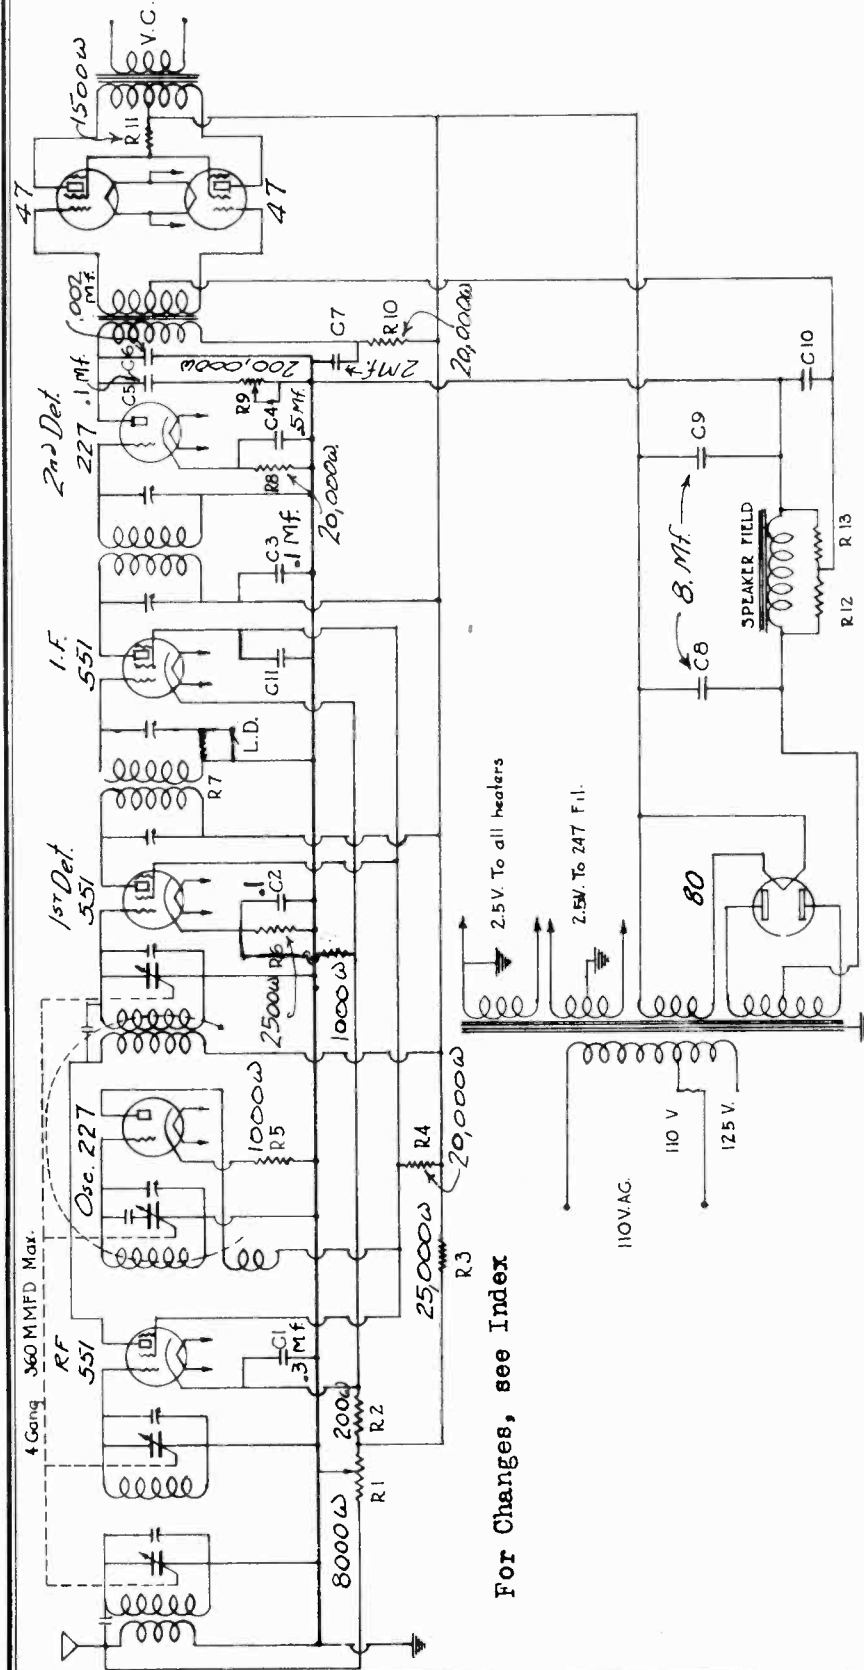 4 Gang 360 MMFD Max.
RF
551
Osc. 227
1st Det.
551
I.F.
551
2nd Det.
227
.002
Mf.
47
47
1500ω
R11
V.C.
C5
.1 Mf.
C6
200,000ω
R9
C4
.5 Mf.
R8
20,000ω.
C7
2 Mf.
R10
20,000ω
C3
.1 Mf.
C11
L.D.
R7
C2
.1
R6
2500ω
1000ω
1000ω
R5
R4
20,000ω
25,000ω
R3
C1
.3 Mf.
200ω
R2
8000ω
R1
For Changes, see Index
2.5V. To all heaters
2.5V. To 247 Fil.
110V.AC.
110 V
125 V.
80
C8
8. Mf.
C9
C10
SPEAKER FIELD
R12
R13